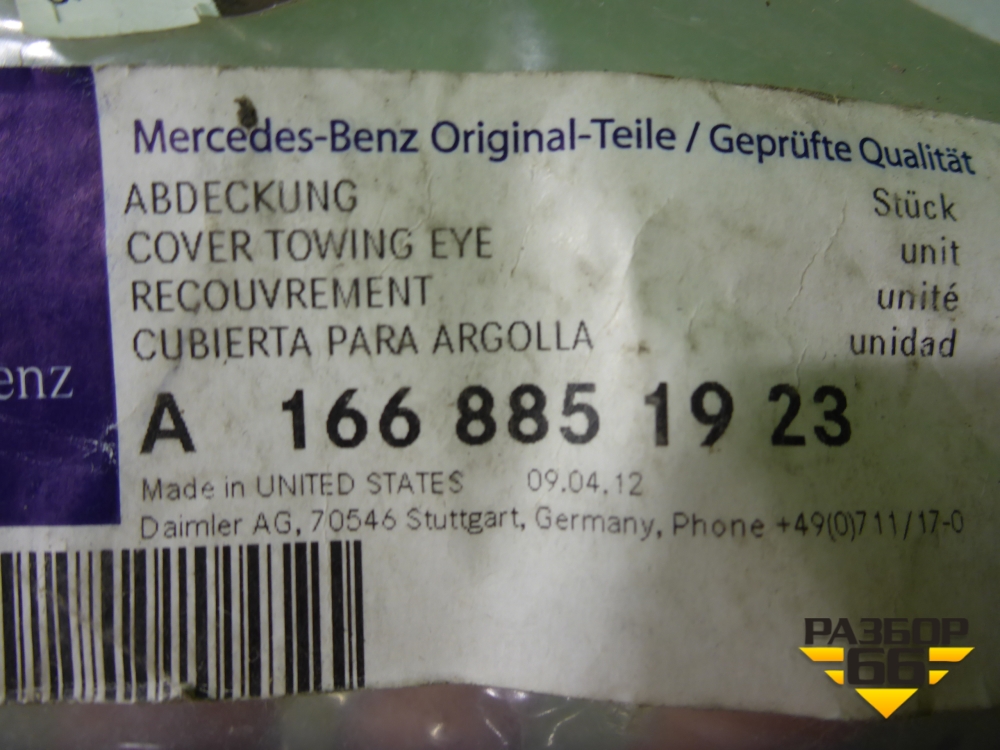 Mercedes-Benz Original-Teile / Geprüfte Qualität
ABDECKUNG Stück
COVER TOWING EYE unit
RECOUVREMENT unité
CUBIERTA PARA ARGOLLA unidad
enz
A 166 885 19 23
Made in UNITED STATES 09.04.12
Daimler AG, 70546 Stuttgart, Germany, Phone +49(0)711/17-0
РАЗБОР
66